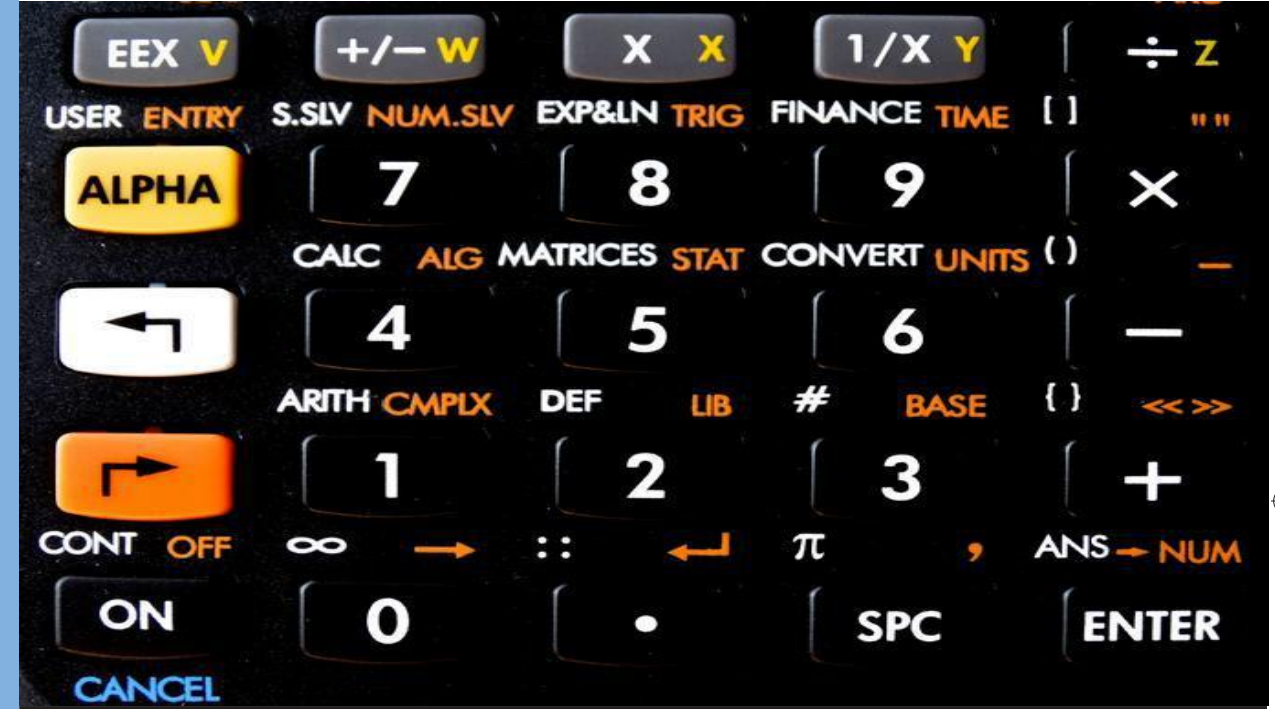 EEX V +/− W X X 1/X Y ÷ Z
USER ENTRY S.SLV NUM.SLV EXP&LN TRIG FINANCE TIME [ ] " "
ALPHA 7 8 9 ×
CALC ALG MATRICES STAT CONVERT UNITS ( ) _
4 5 6 −
ARITH CMPLX DEF LIB # BASE { } << >>
1 2 3 +
CONT OFF ∞ → : : ↵ π , ANS → NUM
ON 0 . SPC ENTER
CANCEL